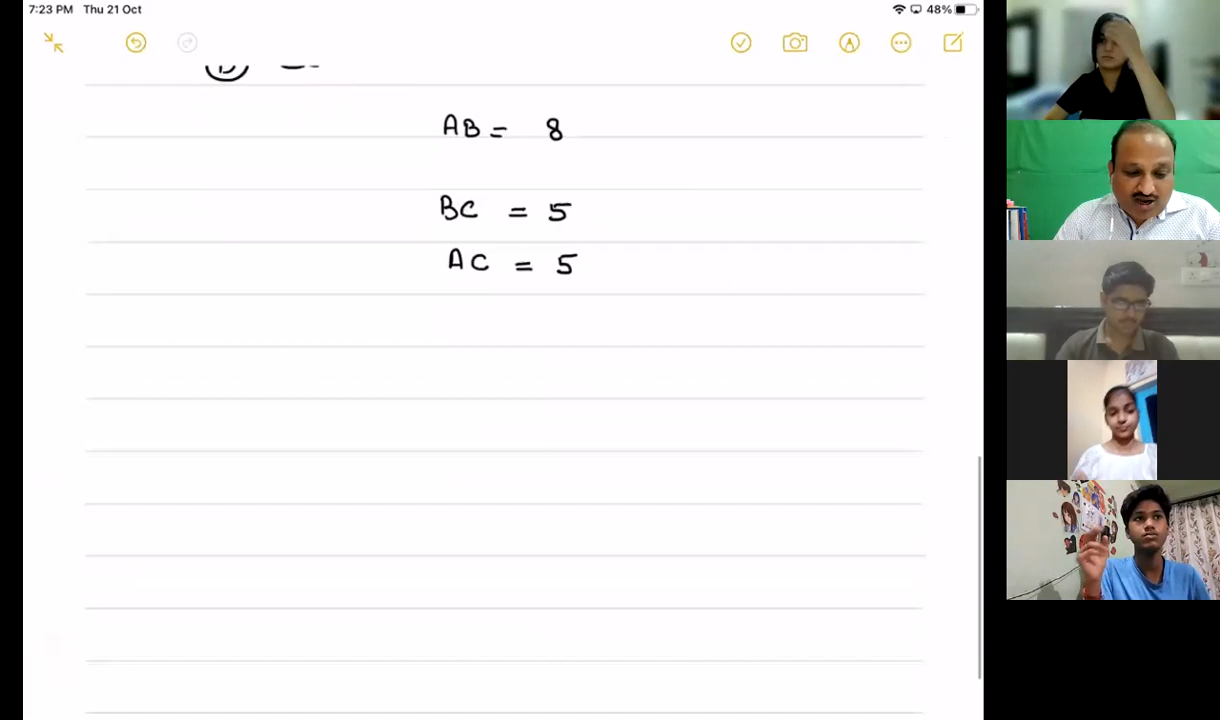 7:23 PM Thu 21 Oct 48%
AB = 8
BC = 5
AC = 5